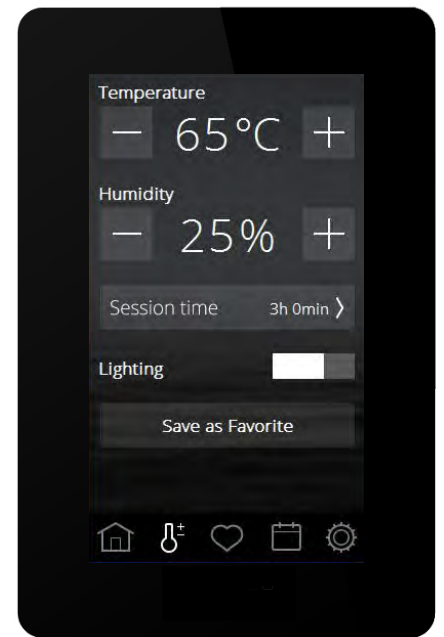 Temperature
— 65°C +
Humidity
— 25% +
Session time 3h 0min ❭
Lighting
Save as Favorite